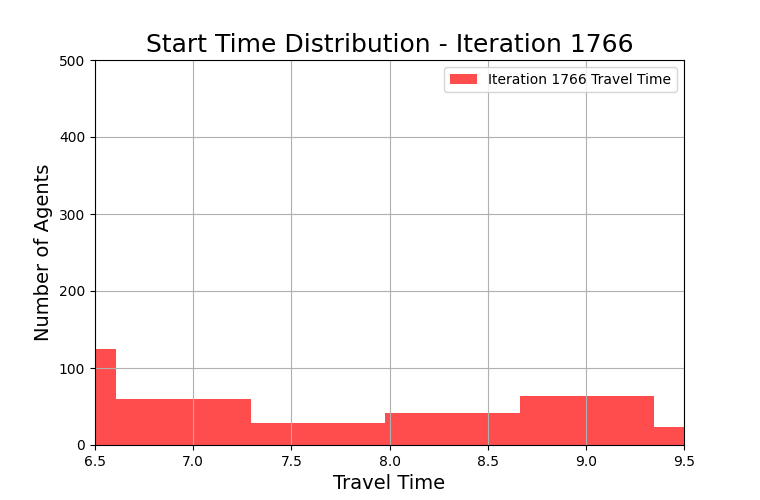 Start Time Distribution - Iteration 1766
Iteration 1766 Travel Time
Number of Agents
500
400
300
200
100
0
6.5 7.0 7.5 8.0 8.5 9.0 9.5
Travel Time